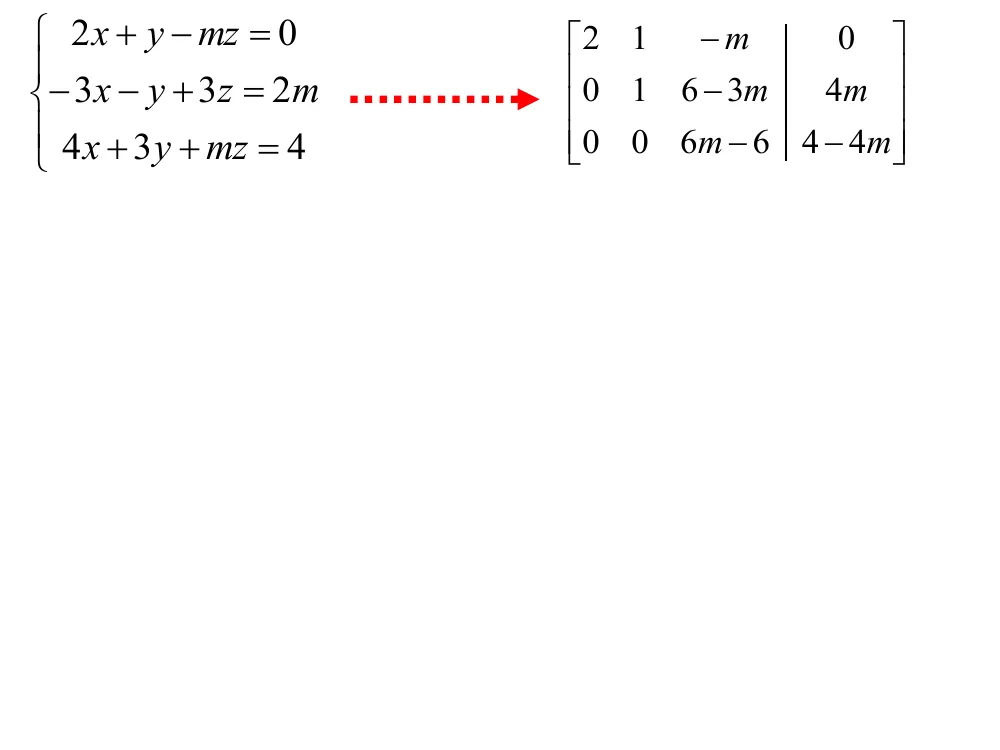 2x + y − mz = 0
−3x − y + 3z = 2m
4x + 3y + mz = 4
2 1 −m 0
0 1 6 − 3m 4m
0 0 6m − 6 4 − 4m